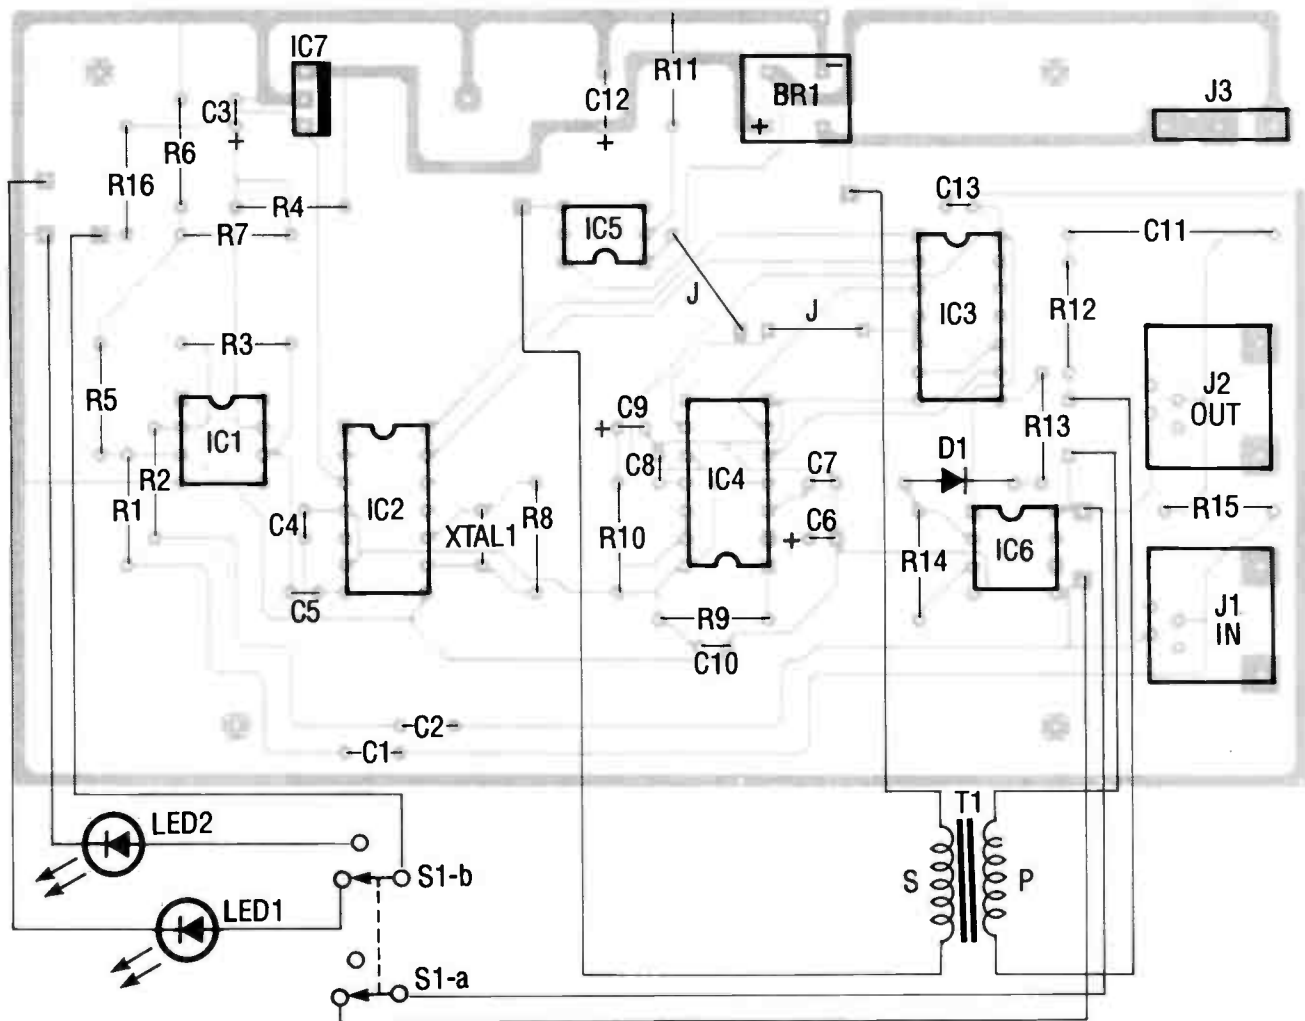 IC7
R11
BR1
−
+
J3
C3
+
C12
+
R6
R16
R4
R7
C13
IC5
C11
J
J
IC3
R12
R3
R5
IC1
J2
OUT
+
C9
R13
R2
C8
IC4
C7
D1
R1
C4
IC2
XTAL1
R8
R10
+
C6
R14
IC6
R15
C5
R9
C10
J1
IN
C2
C1
LED2
T1
S1-b
S
P
LED1
S1-a